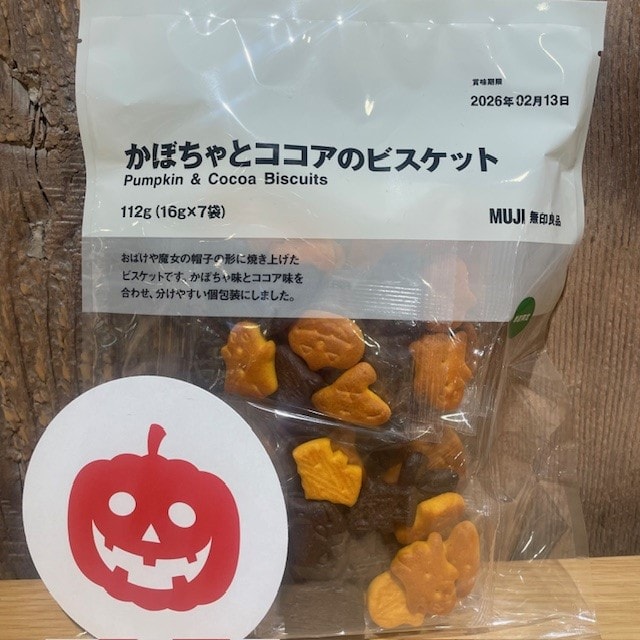 賞味期限
2026年02月13日
かぼちゃとココアのビスケット
Pumpkin & Cocoa Biscuits
112g（16g×7袋）
MUJI 無印良品
おばけや魔女の帽子の形に焼き上げた
ビスケットです。かぼちゃ味とココア味を
合わせ、分けやすい個包装にしました。